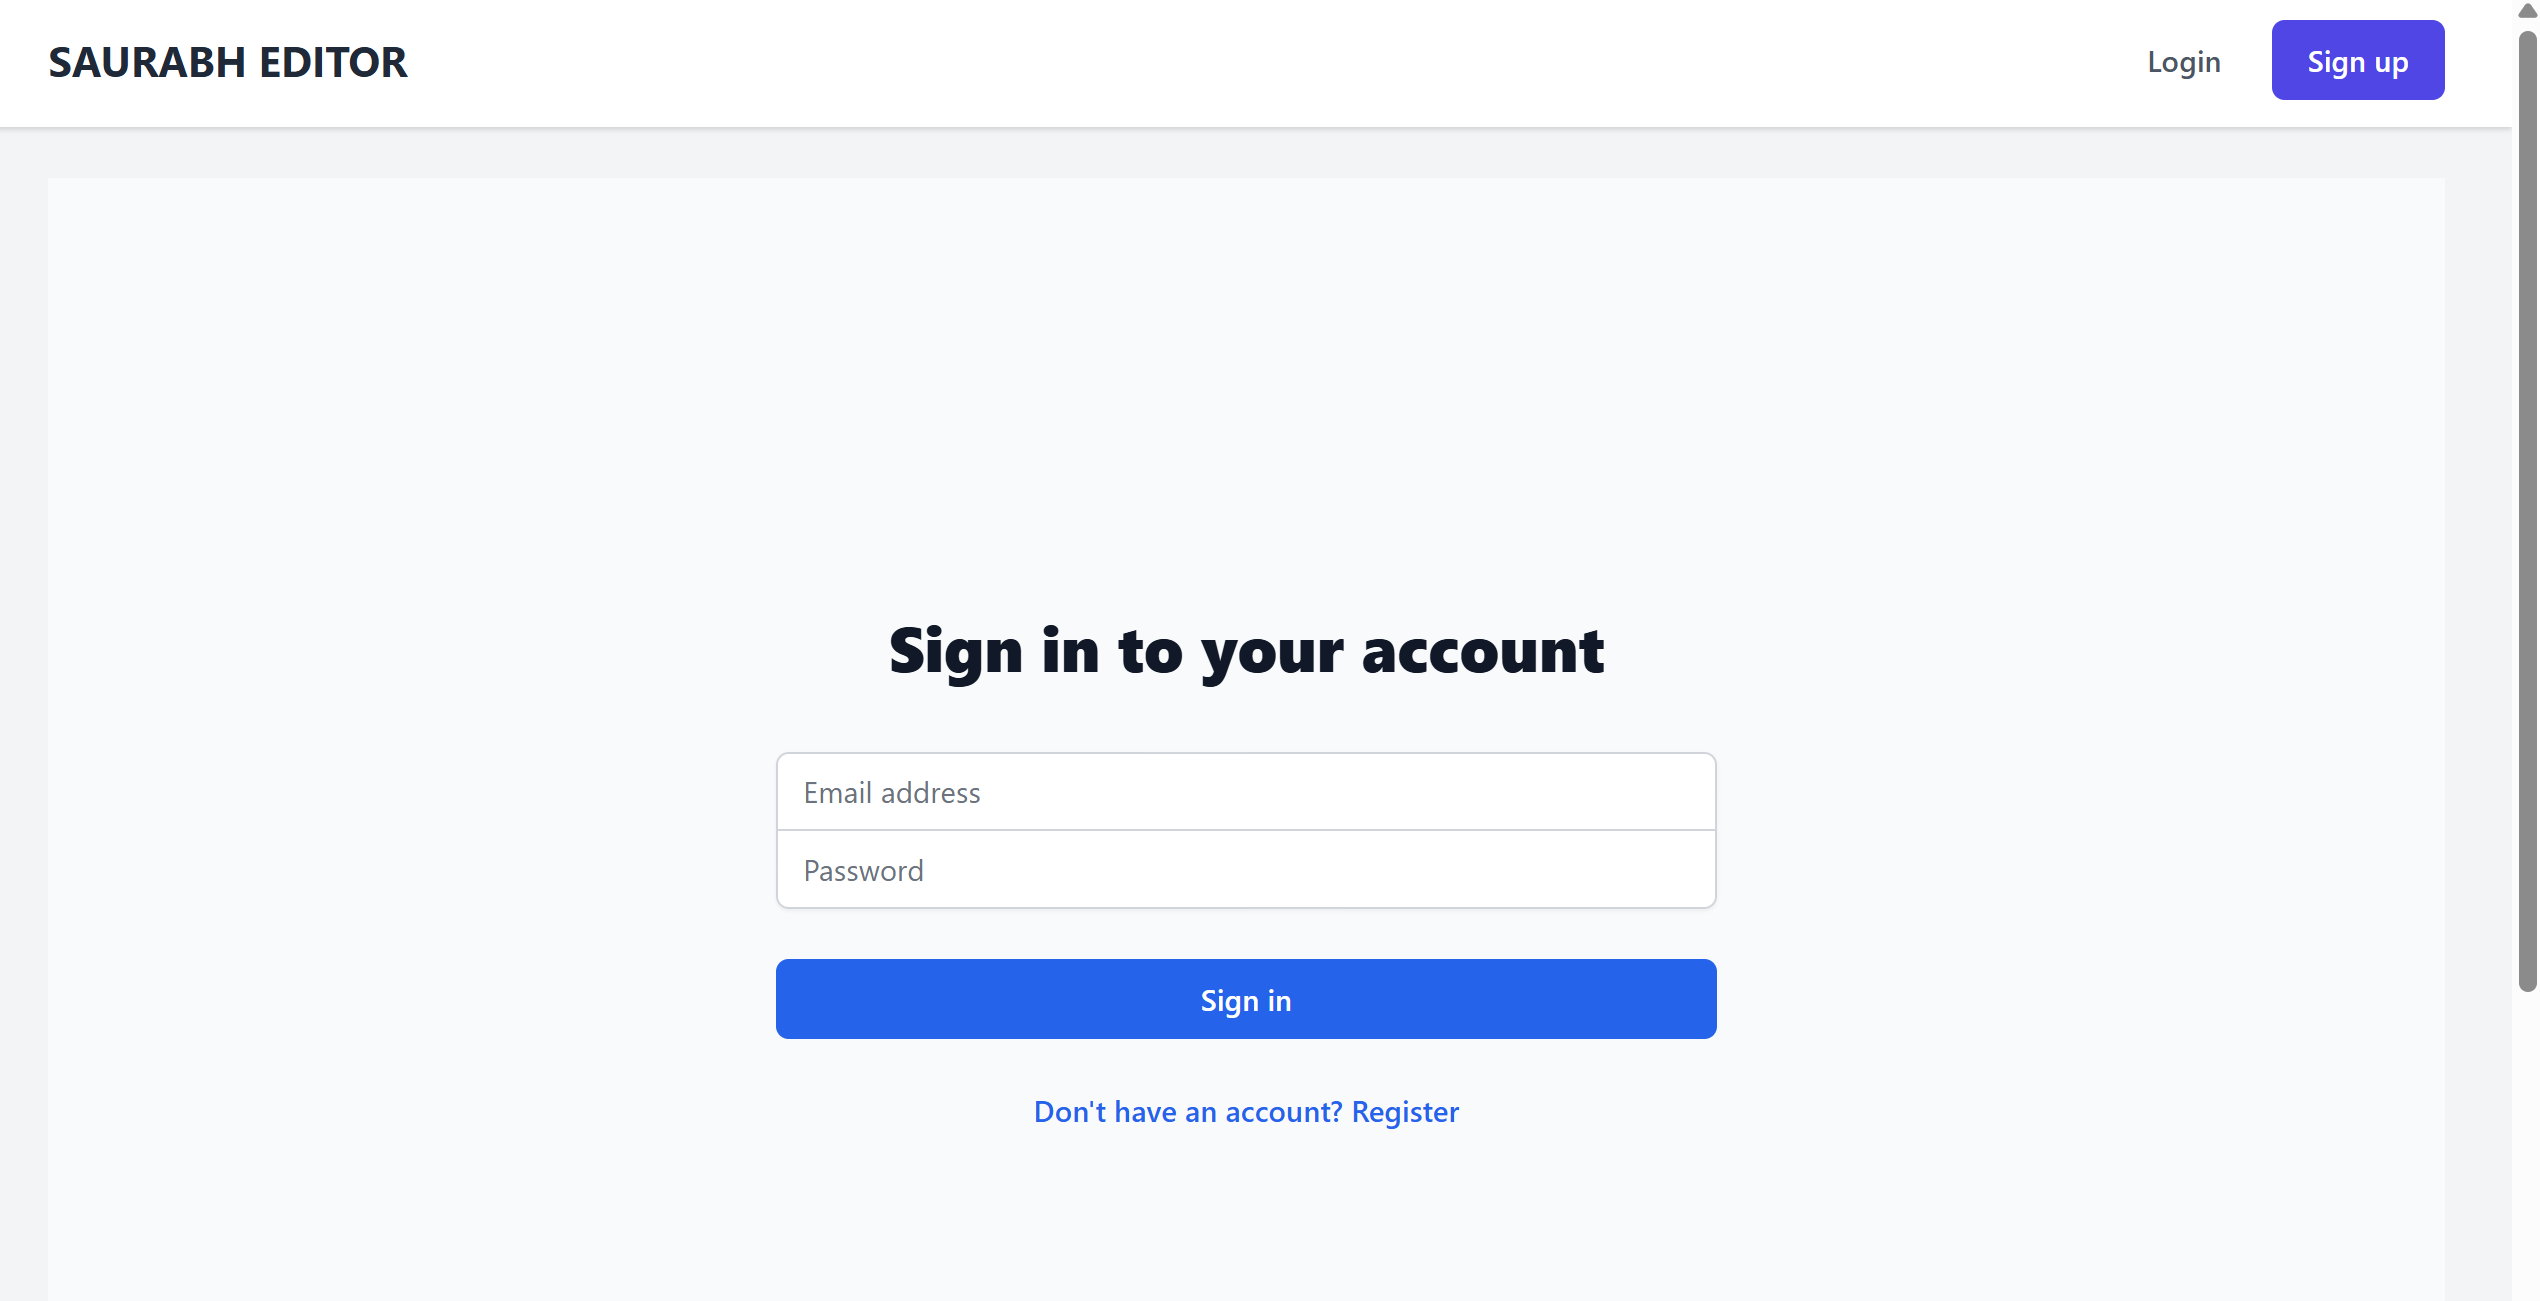 SAURABH EDITOR
Login
Sign up
Sign in to your account
Email address
Password
Sign in
Don't have an account? Register